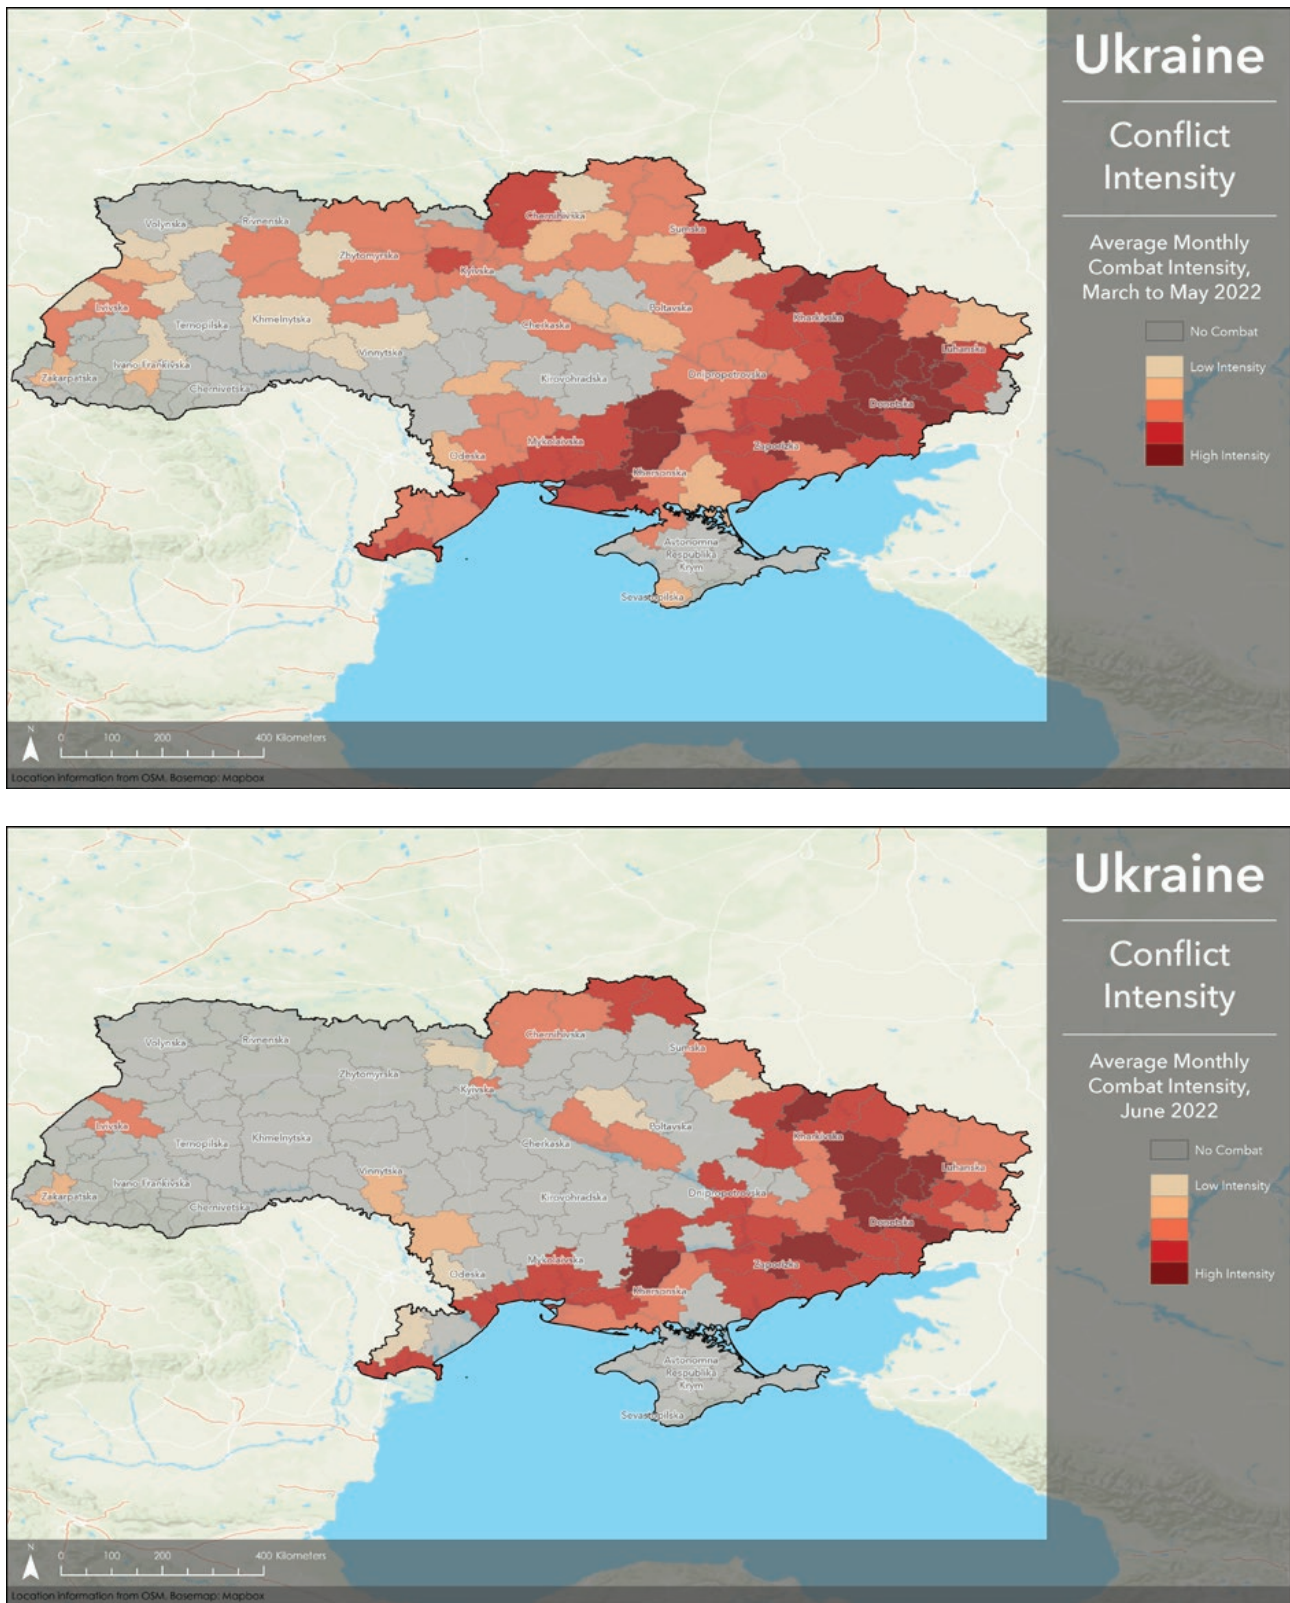 Ukraine
Conflict
Intensity
Average Monthly
Combat Intensity,
March to May 2022
No Combat
Low Intensity
High Intensity
Volynska
Rivnenska
Chernihivska
Sumska
Zhytomyrska
Kyivska
Lvivska
Ternopilska
Khmelnytska
Cherkaska
Poltavska
Kharkivska
Vinnytska
Luhanska
Ivano Frankivska
Zakarpatska
Chernivetska
Kirovohradska
Dnipropetrovska
Donetska
Mykolaivska
Zaporizka
Odeska
Khersonska
Avtonomna
Respublika
Krym
Sevastopilska
N
0 100 200 400 Kilometers
Location information from OSM. Basemap: Mapbox
Ukraine
Conflict
Intensity
Average Monthly
Combat Intensity,
June 2022
No Combat
Low Intensity
High Intensity
Volynska
Rivnenska
Chernihivska
Sumska
Zhytomyrska
Kyivska
Lvivska
Ternopilska
Khmelnytska
Cherkaska
Poltavska
Kharkivska
Vinnytska
Luhanska
Ivano Frankivska
Zakarpatska
Chernivetska
Kirovohradska
Dnipropetrovska
Donetska
Mykolaivska
Zaporizka
Odeska
Khersonska
Avtonomna
Respublika
Krym
Sevastopilska
N
0 100 200 400 Kilometers
Location information from OSM. Basemap: Mapbox